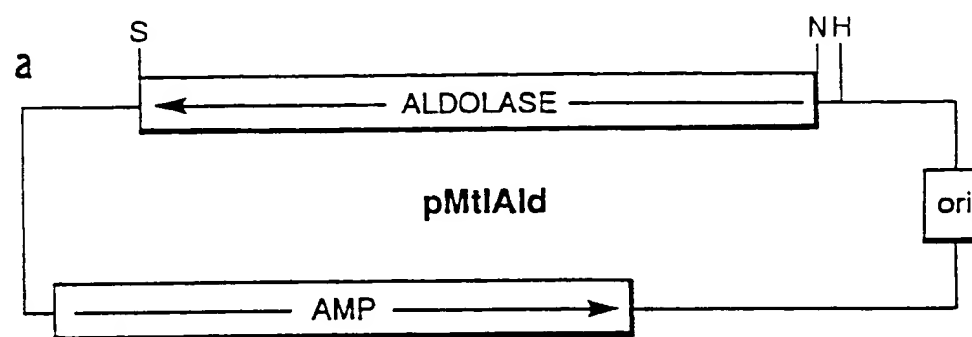 S NH
a
ALDOLASE
pMtlAld
ori
AMP